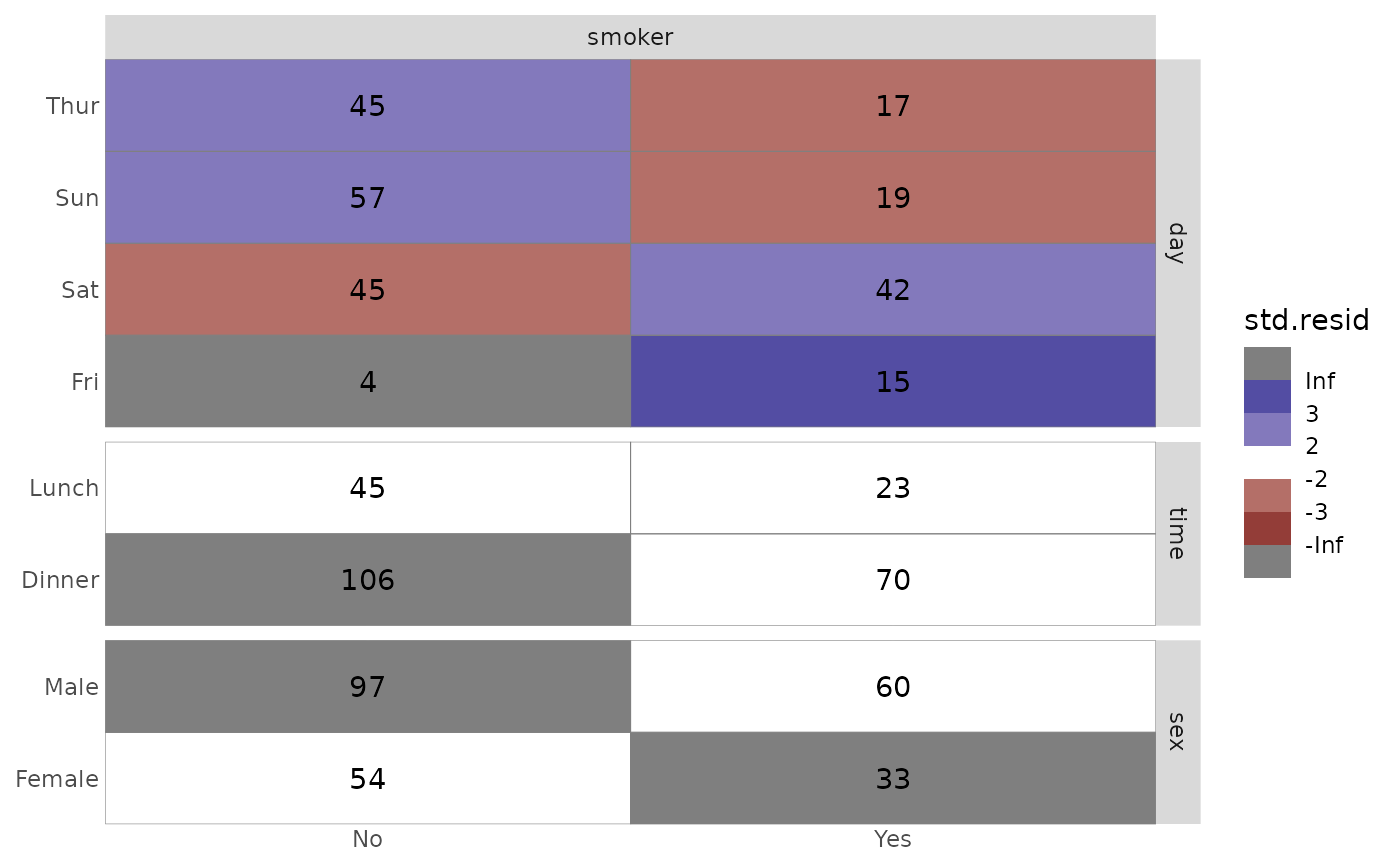 smoker
Thur 45 17
Sun 57 19
Sat 45 42
Fri 4 15
day
Lunch 45 23
Dinner 106 70
time
Male 97 60
Female 54 33
sex
No Yes
std.resid
Inf
3
2
-2
-3
-Inf